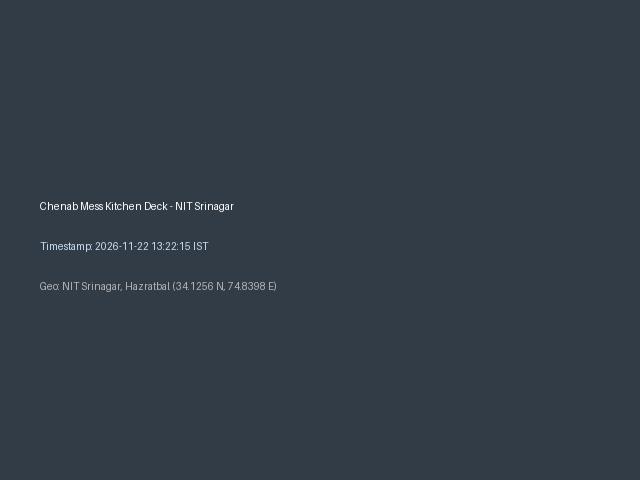 Chenab Mess Kitchen Deck - NIT Srinagar
Timestamp: 2026-11-22 13:22:15 IST
Geo: NIT Srinagar, Hazratbal (34.1256 N, 74.8398 E)